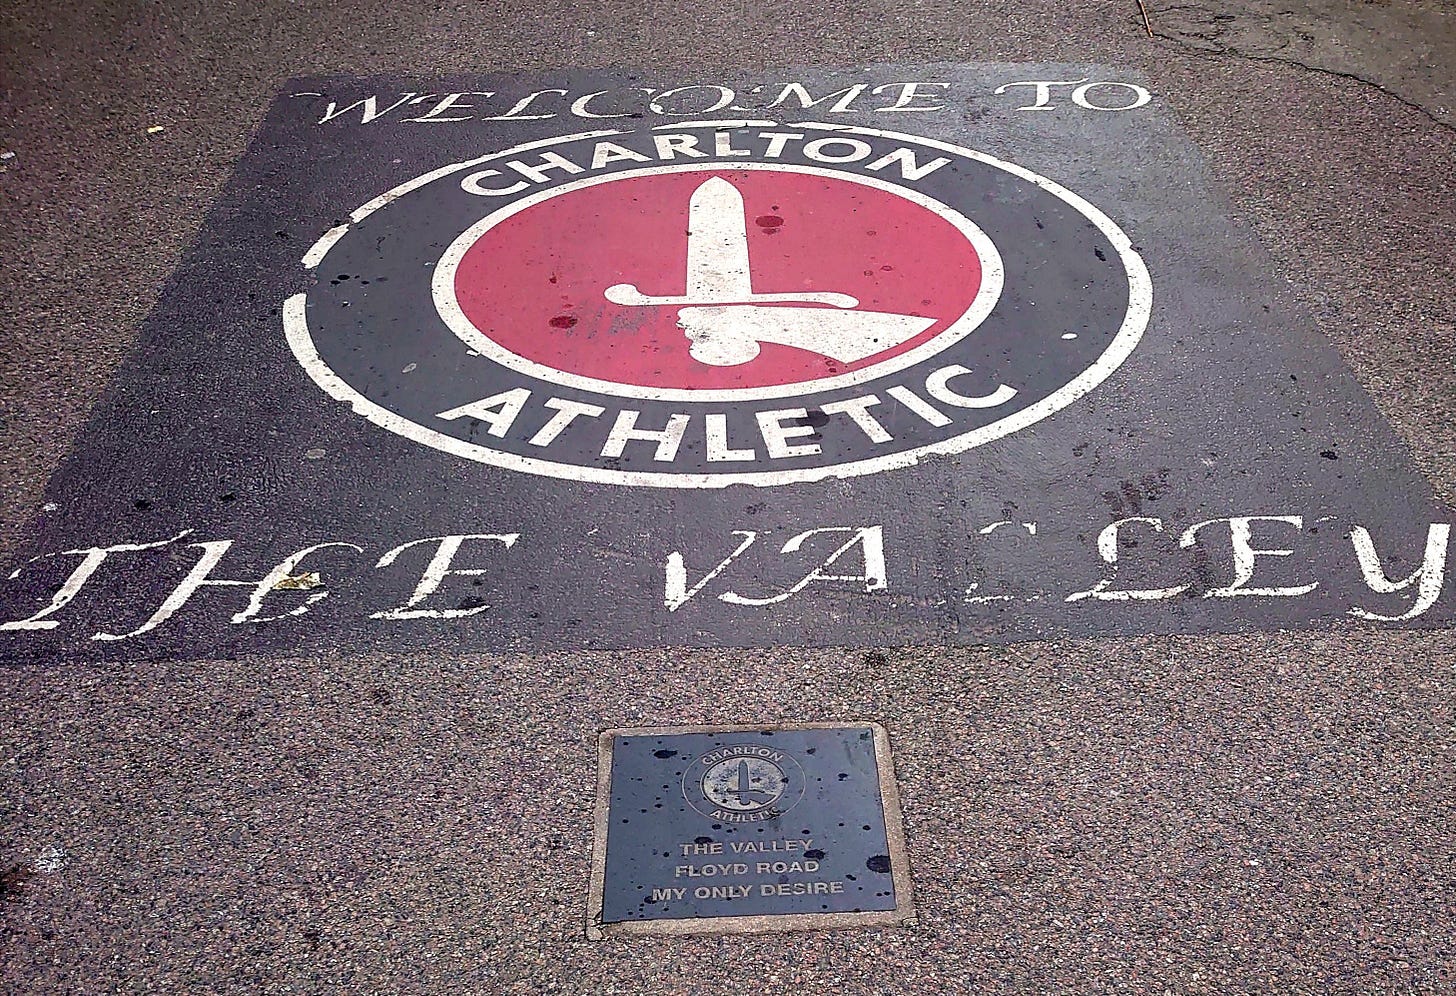 WELCOME TO
CHARLTON
ATHLETIC
THE VALLEY
CHARLTON
ATHLETIC
THE VALLEY
FLOYD ROAD
MY ONLY DESIRE